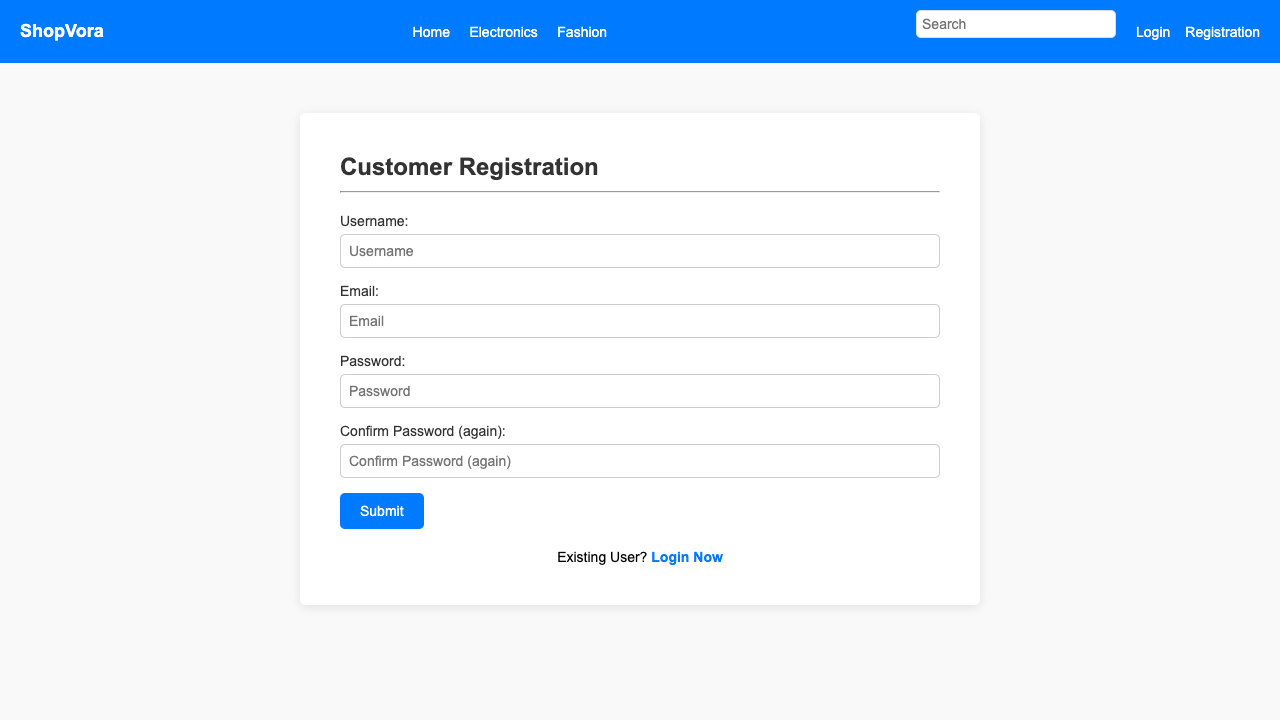 ShopVora Home Electronics Fashion Search Login Registration
Customer Registration
Username:
Username
Email:
Email
Password:
Password
Confirm Password (again):
Confirm Password (again)
Submit
Existing User? Login Now